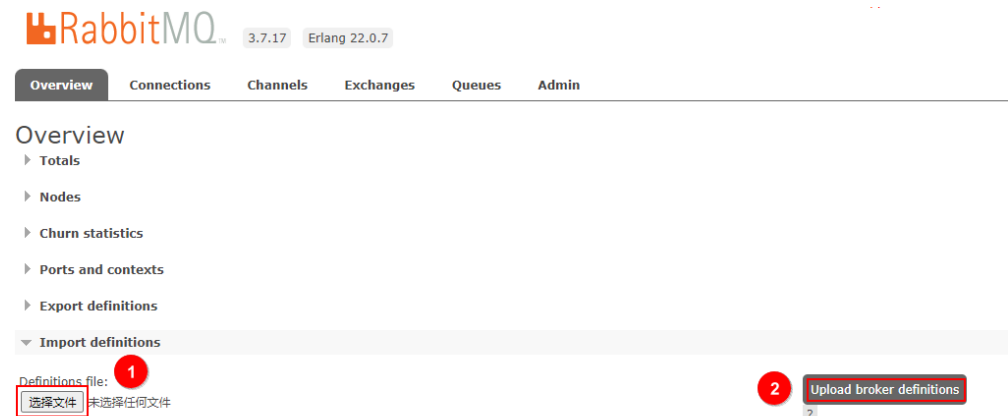 RabbitMQ TM 3.7.17 Erlang 22.0.7
Overview Connections Channels Exchanges Queues Admin
Overview
Totals
Nodes
Churn statistics
Ports and contexts
Export definitions
Import definitions
Definitions file:
1
选择文件 未选择任何文件
2 Upload broker definitions
?